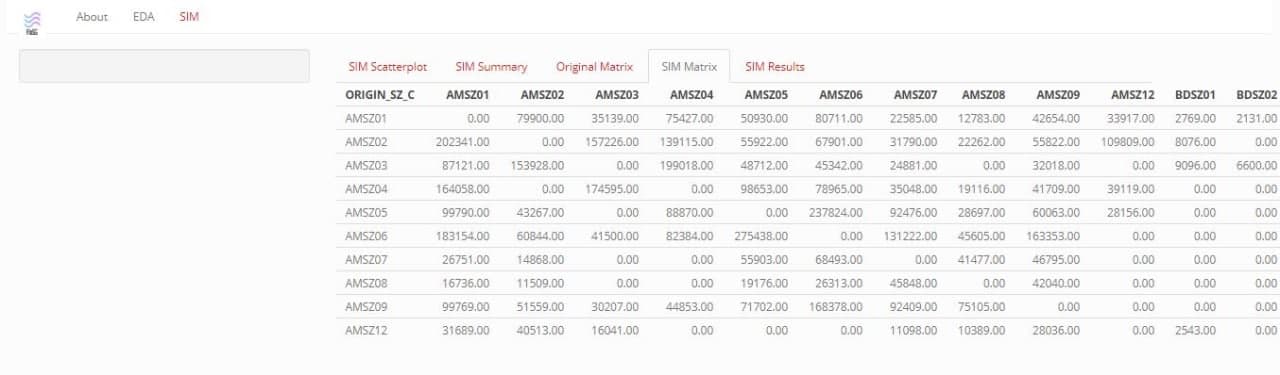 About EDA SIM
SIM Scatterplot SIM Summary Original Matrix SIM Matrix SIM Results
ORIGIN_SZ_C AMSZ01 AMSZ02 AMSZ03 AMSZ04 AMSZ05 AMSZ06 AMSZ07 AMSZ08 AMSZ09 AMSZ12 BDSZ01 BDSZ02
AMSZ01 0.00 79900.00 35139.00 75427.00 50930.00 80711.00 22585.00 12783.00 42654.00 33917.00 2769.00 2131.00
AMSZ02 202341.00 0.00 157226.00 139115.00 55922.00 67901.00 31790.00 22262.00 55822.00 109809.00 8076.00 0.00
AMSZ03 87121.00 153928.00 0.00 199018.00 48712.00 45342.00 24881.00 0.00 32018.00 0.00 9096.00 6600.00
AMSZ04 164058.00 0.00 174595.00 0.00 98653.00 78965.00 35048.00 19116.00 41709.00 39119.00 0.00 0.00
AMSZ05 99790.00 43267.00 0.00 88870.00 0.00 237824.00 92476.00 28697.00 60063.00 28156.00 0.00 0.00
AMSZ06 183154.00 60844.00 41500.00 82384.00 275438.00 0.00 131222.00 45605.00 163353.00 0.00 0.00 0.00
AMSZ07 26751.00 14868.00 0.00 0.00 55903.00 68493.00 0.00 41477.00 46795.00 0.00 0.00 0.00
AMSZ08 16736.00 11509.00 0.00 0.00 19176.00 26313.00 45848.00 0.00 42040.00 0.00 0.00 0.00
AMSZ09 99769.00 51559.00 30207.00 44853.00 71702.00 168378.00 92409.00 75105.00 0.00 0.00 0.00 0.00
AMSZ12 31689.00 40513.00 16041.00 0.00 0.00 0.00 11098.00 10389.00 28036.00 0.00 2543.00 0.00